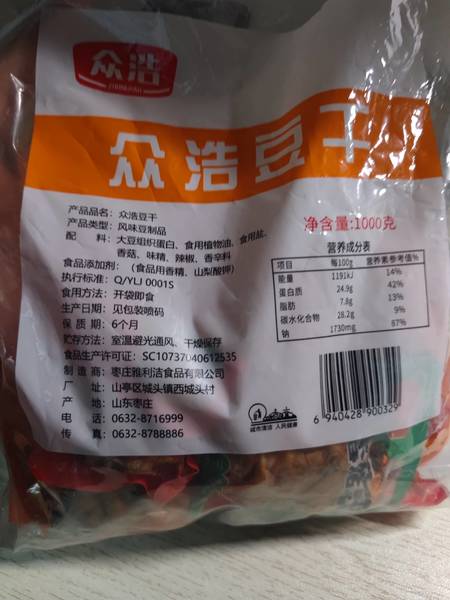 众浩
ZHONGHAO
众浩豆干
产品品名：众浩豆干
产品类型：风味豆制品
配　　料：大豆组织蛋白、食用植物油、食用盐、
香菇、味精、辣椒、香辛料
食品添加剂：（食品用香精、山梨酸钾）
执行标准：Q/YLJ 0001S
食用方法：开袋即食
生产日期：见包装喷码
保 质 期：6个月
贮存方法：室温避光通风、干燥保存
食品生产许可证：SC10737040612535
制 造 商：枣庄雅利洁食品有限公司
厂　　址：山亭区城头镇西城头村
产　　地：山东枣庄
电　　话：0632-8716999
传　　真：0632-8788886
净含量:1000克
营养成分表
项目 每100g 营养素参考值%
能量 1191kJ 14%
蛋白质 24.9g 42%
脂肪 7.8g 13%
碳水化合物 28.2g 9%
钠 1730mg 87%
6 940428 900329
城市清洁 人民健康